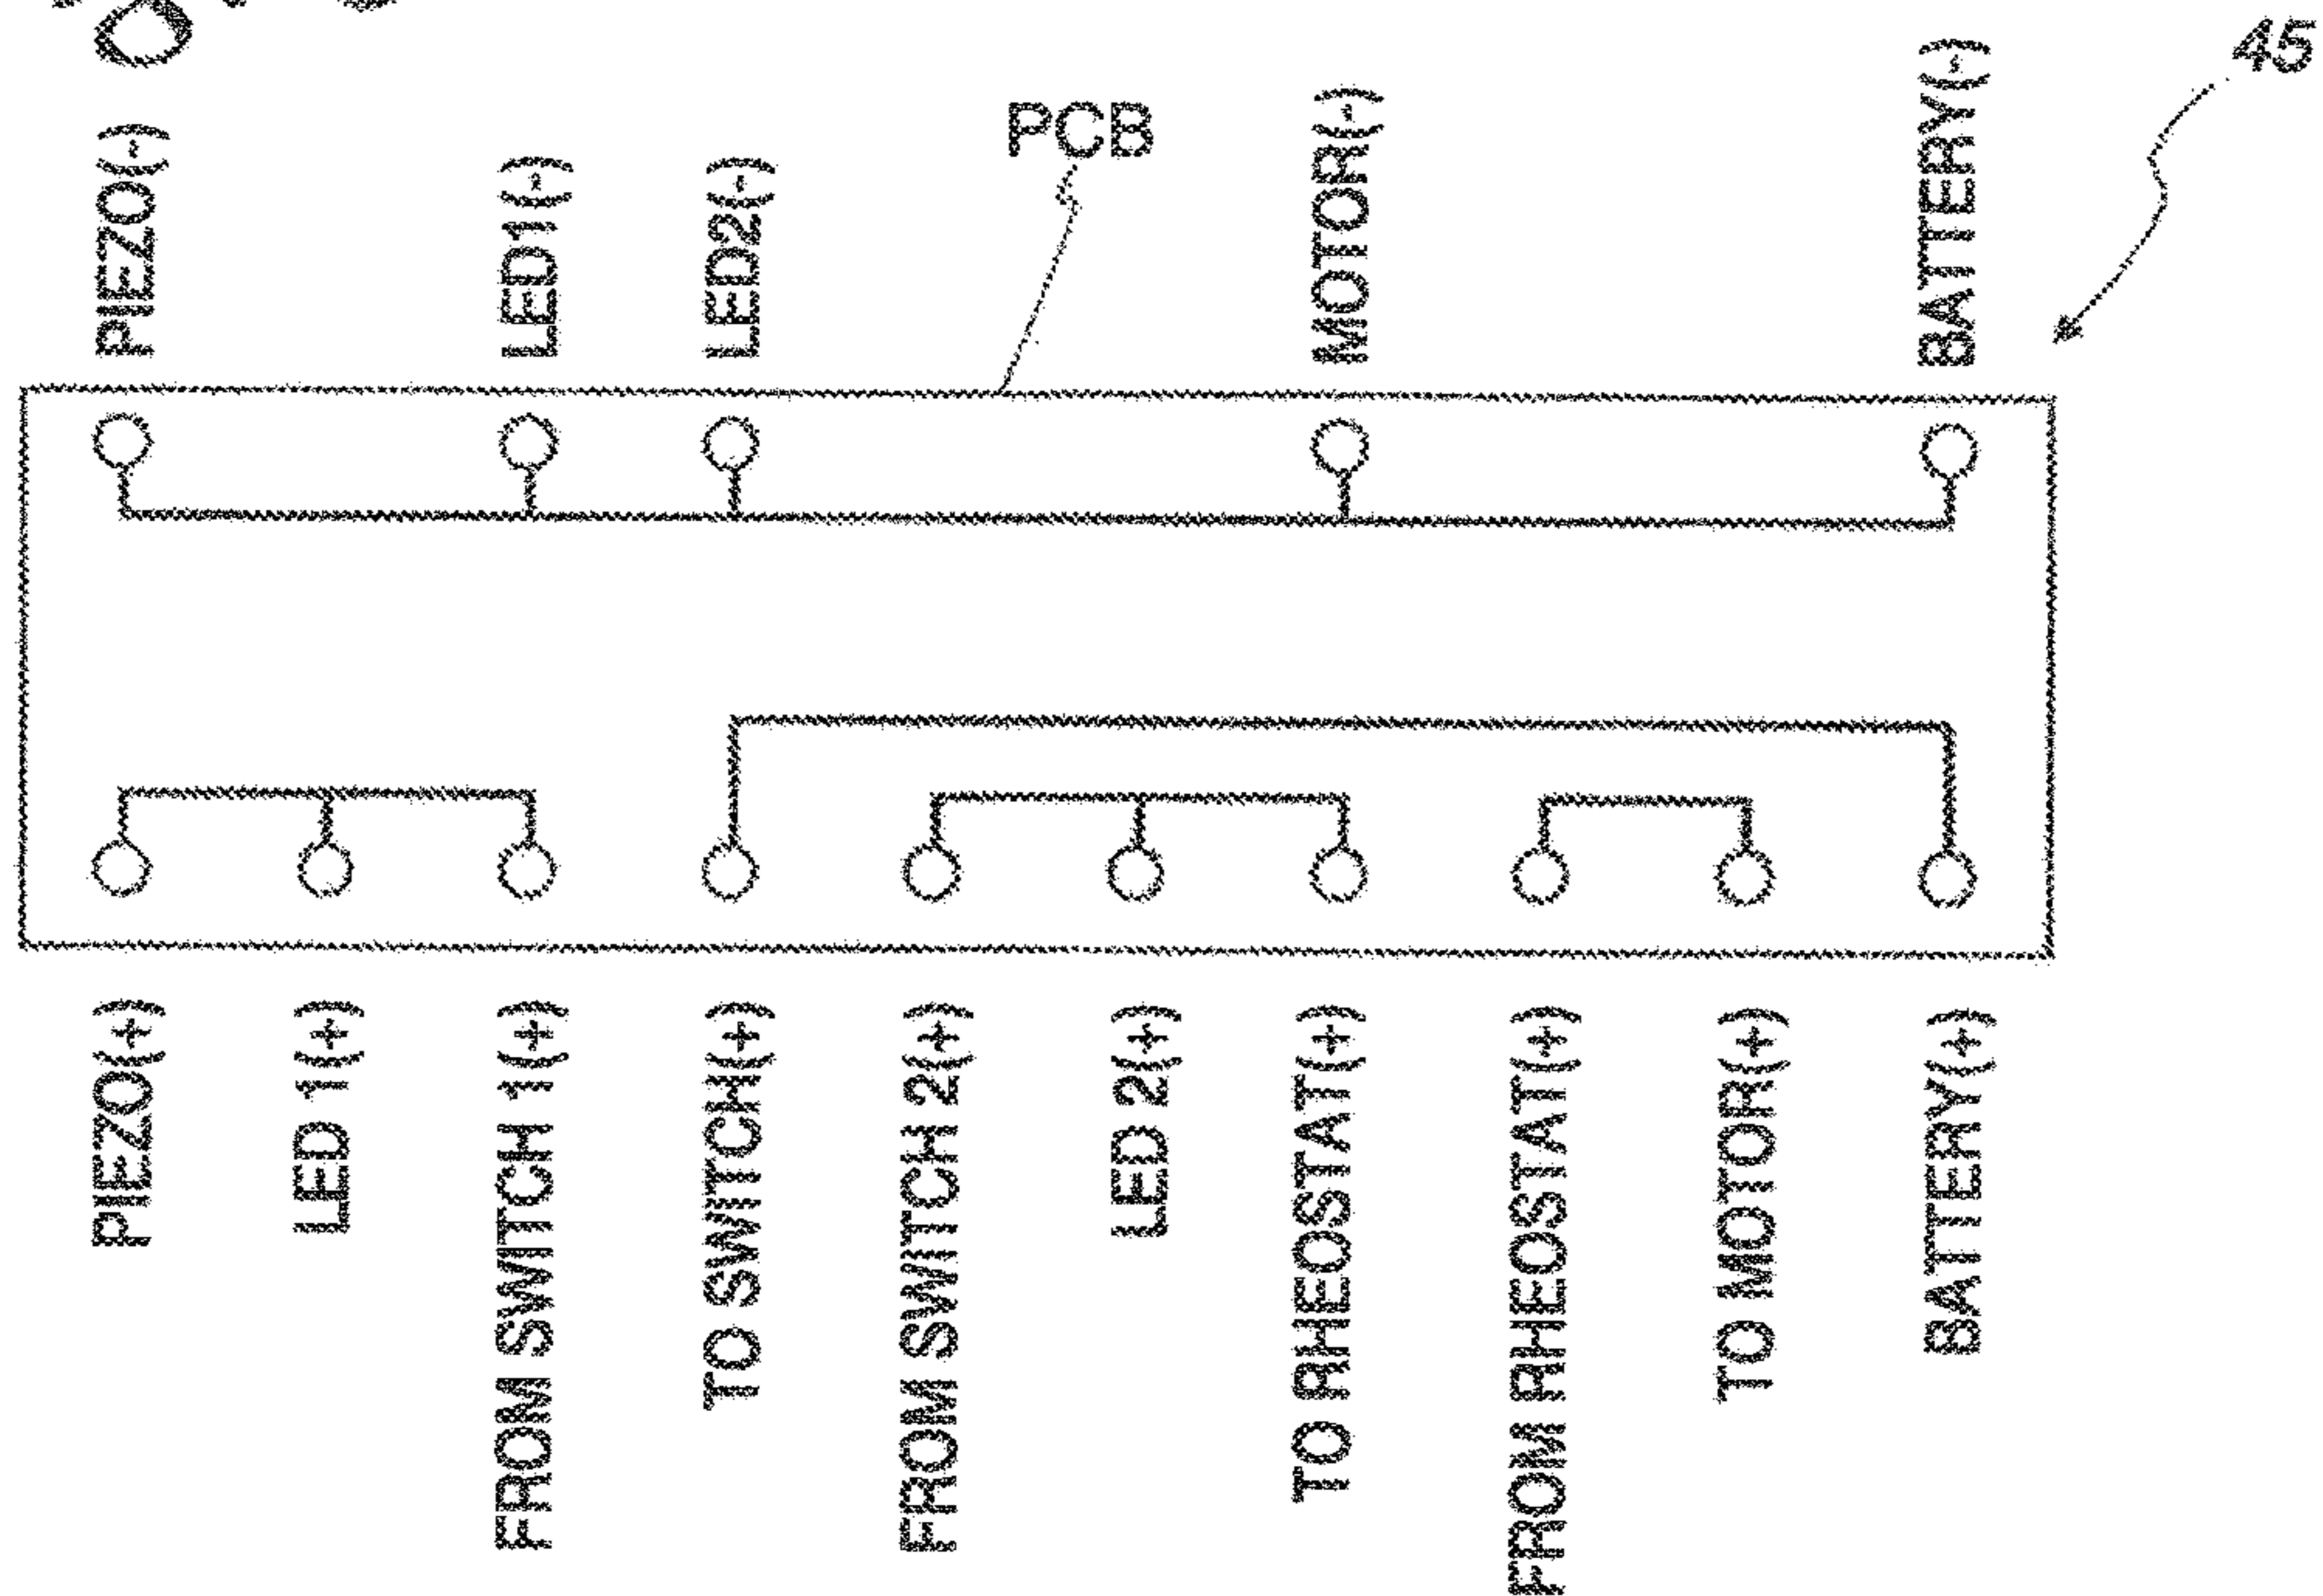 45
PCB
PIEZO(-)
LED1(-)
LED2(-)
MOTOR(-)
BATTERY(-)
PIEZO(+)
LED 1(+)
FROM SWITCH 1(+)
TO SWITCH(+)
FROM SWITCH 2(+)
LED 2(+)
TO RHEOSTAT(+)
FROM RHEOSTAT(+)
TO MOTOR(+)
BATTERY(+)